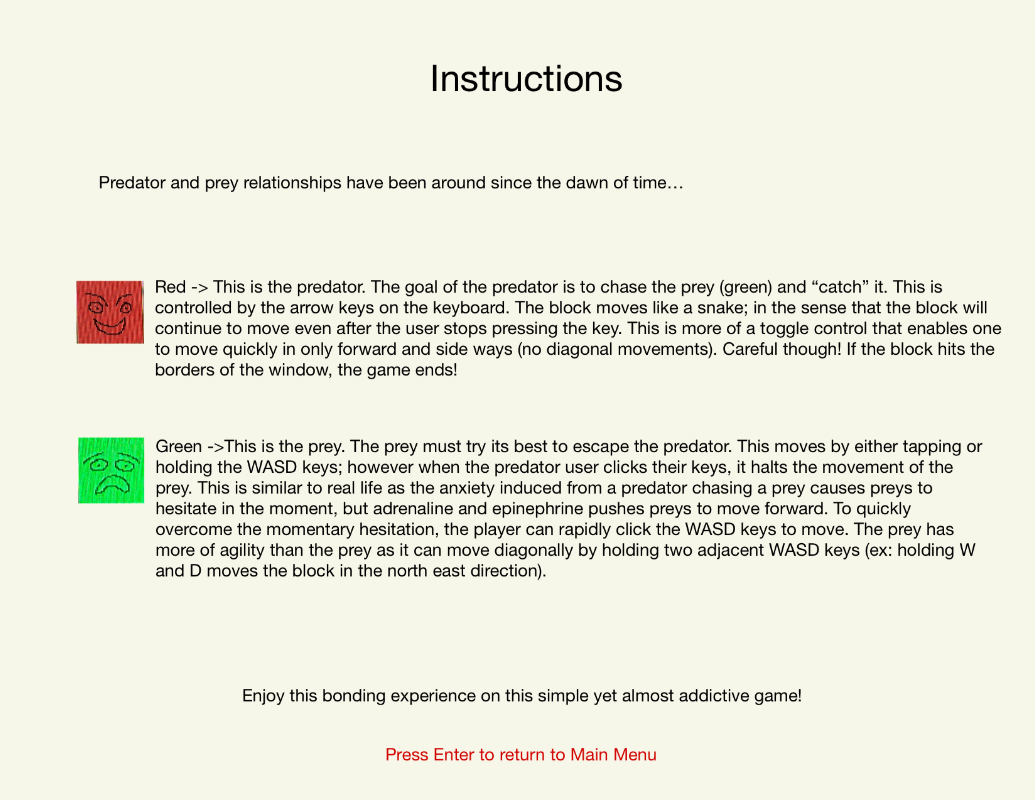 Instructions
Predator and prey relationships have been around since the dawn of time…
Red -> This is the predator. The goal of the predator is to chase the prey (green) and “catch” it. This is
controlled by the arrow keys on the keyboard. The block moves like a snake; in the sense that the block will
continue to move even after the user stops pressing the key. This is more of a toggle control that enables one
to move quickly in only forward and side ways (no diagonal movements). Careful though! If the block hits the
borders of the window, the game ends!
Green ->This is the prey. The prey must try its best to escape the predator. This moves by either tapping or
holding the WASD keys; however when the predator user clicks their keys, it halts the movement of the
prey. This is similar to real life as the anxiety induced from a predator chasing a prey causes preys to
hesitate in the moment, but adrenaline and epinephrine pushes preys to move forward. To quickly
overcome the momentary hesitation, the player can rapidly click the WASD keys to move. The prey has
more of agility than the prey as it can move diagonally by holding two adjacent WASD keys (ex: holding W
and D moves the block in the north east direction).
Enjoy this bonding experience on this simple yet almost addictive game!
Press Enter to return to Main Menu